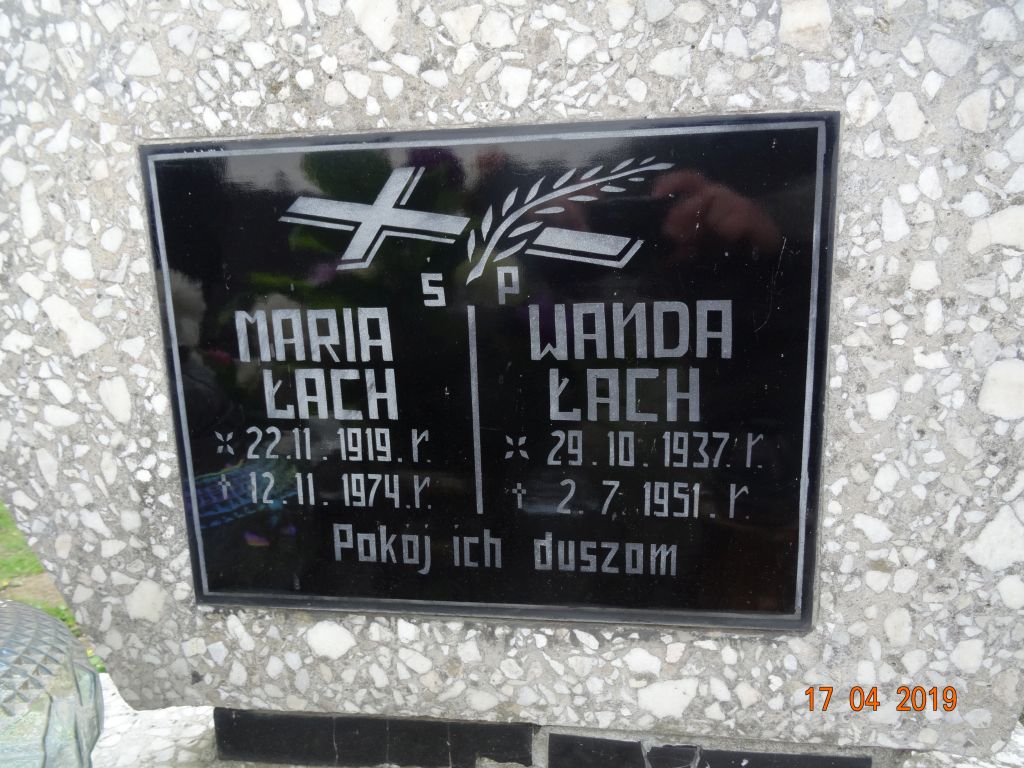 S P
MARIA
ŁACH
22.11.1919.r.
12.11.1974.r.
WANDA
ŁACH
29.10.1937.r.
2.7.1951.r.
Pokój ich duszom
17 04 2019